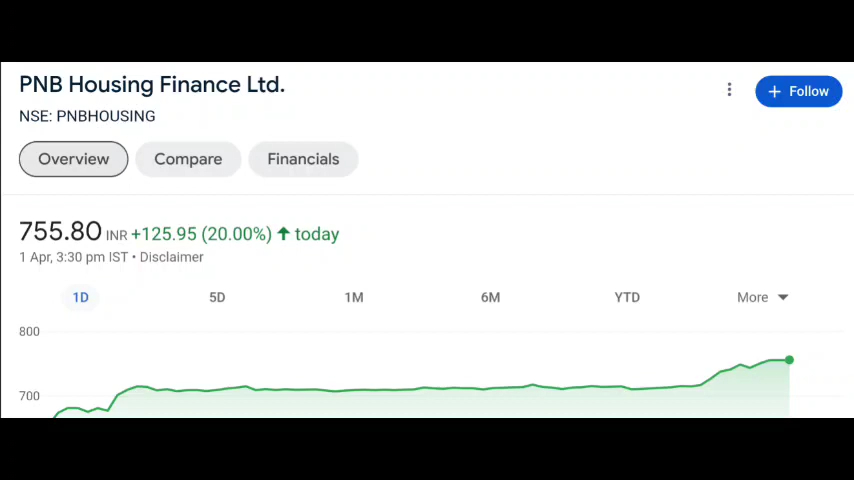 PNB Housing Finance Ltd.
+ Follow
NSE: PNBHOUSING
Overview Compare Financials
755.80 INR +125.95 (20.00%) ↑ today
1 Apr, 3:30 pm IST • Disclaimer
1D 5D 1M 6M YTD More
800
700